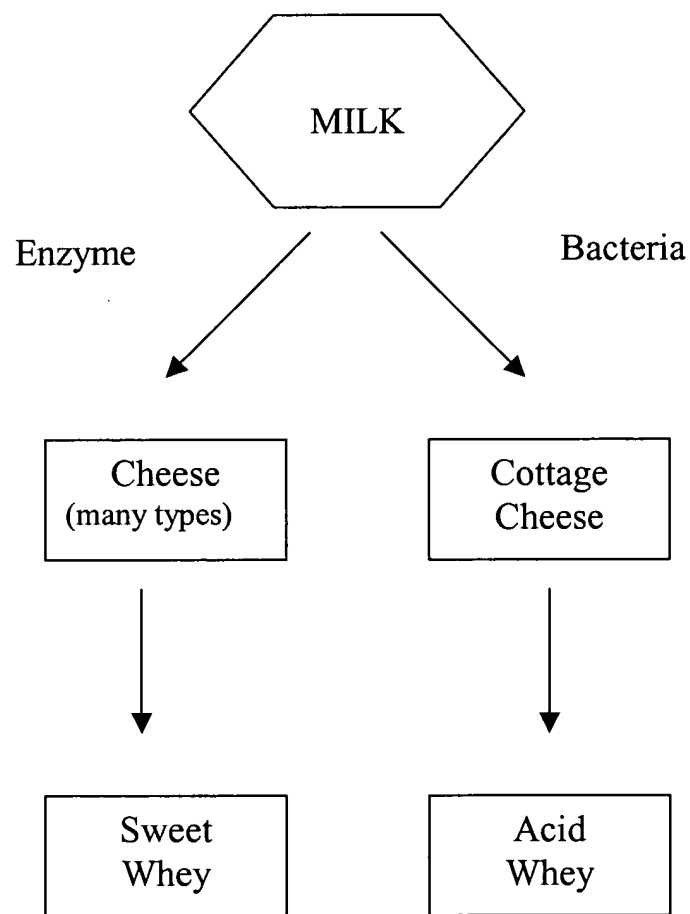 MILK
Enzyme
Bacteria
Cheese
(many types)
Cottage
Cheese
Sweet
Whey
Acid
Whey